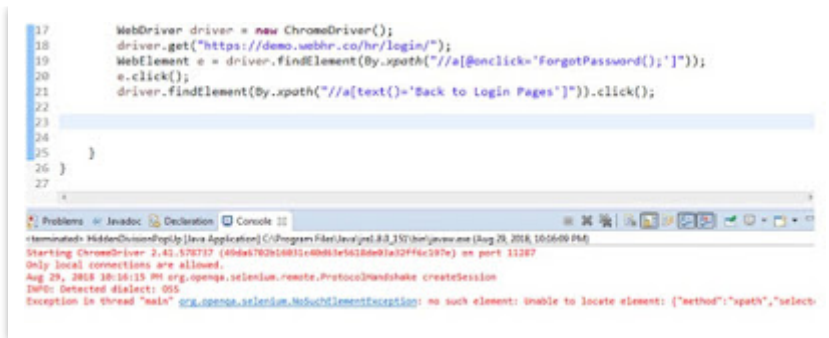 17 WebDriver driver = new ChromeDriver();
18 driver.get("https://demo.webhr.co/hr/login/");
19 WebElement e = driver.findElement(By.xpath("//a[@onclick='ForgotPassword();']"));
20 e.click();
21 driver.findElement(By.xpath("//a[text()='Back to Login Pages']")).click();
22
23
24
25 }
26 }
27
Problems Javadoc Declaration Console
<terminated> HiddenDivisionPopUp [Java Application] C:\Program Files\Java\jre1.8.0_151\bin\javaw.exe (Aug 29, 2018, 10:16:09 PM)
Starting ChromeDriver 2.41.578737 on port 11287
Only local connections are allowed.
Aug 29, 2018 10:16:15 PM org.openqa.selenium.remote.ProtocolHandshake createSession
INFO: Detected dialect: OSS
Exception in thread "main" org.openqa.selenium.NoSuchElementException: no such element: Unable to locate element: {"method":"xpath","select